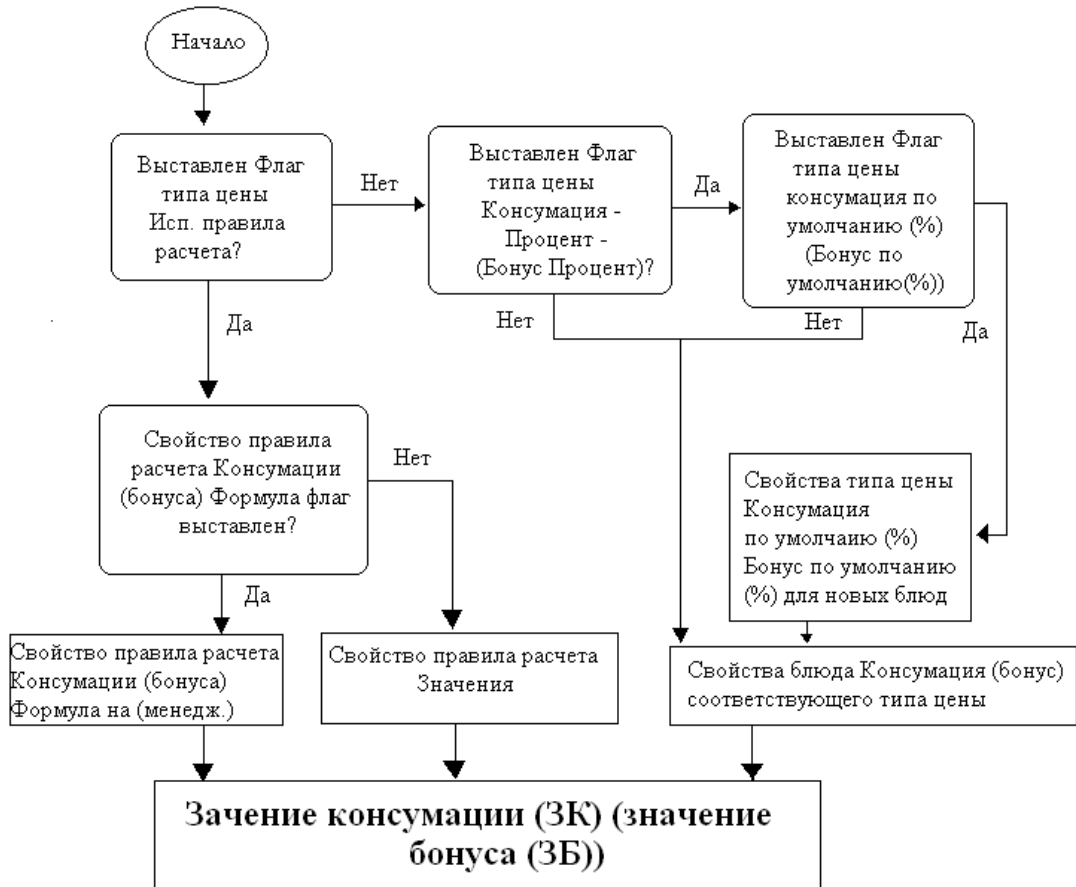 Начало
Выставлен Флаг
типа цены
Исп. правила
расчета?
Нет
Выставлен Флаг
типа цены
Консумация -
Процент -
(Бонус Процент)?
Да
Выставлен Флаг
типа цены
консумация по
умолчанию (%)
(Бонус по
умолчанию(%))
Нет
Нет
Да
Да
Свойство правила
расчета Консумации
(бонуса) Формула флаг
выставлен?
Нет
Да
Свойства типа цены
Консумация
по умолчаию (%)
Бонус по умолчанию
(%) для новых блюд
Свойство правила расчета
Консумации (бонуса)
Формула на (менедж.)
Свойство правила расчета
Значения
Свойства блюда Консумация (бонус)
соответствующего типа цены
Зачение консумации (ЗК) (значение
бонуса (ЗБ))